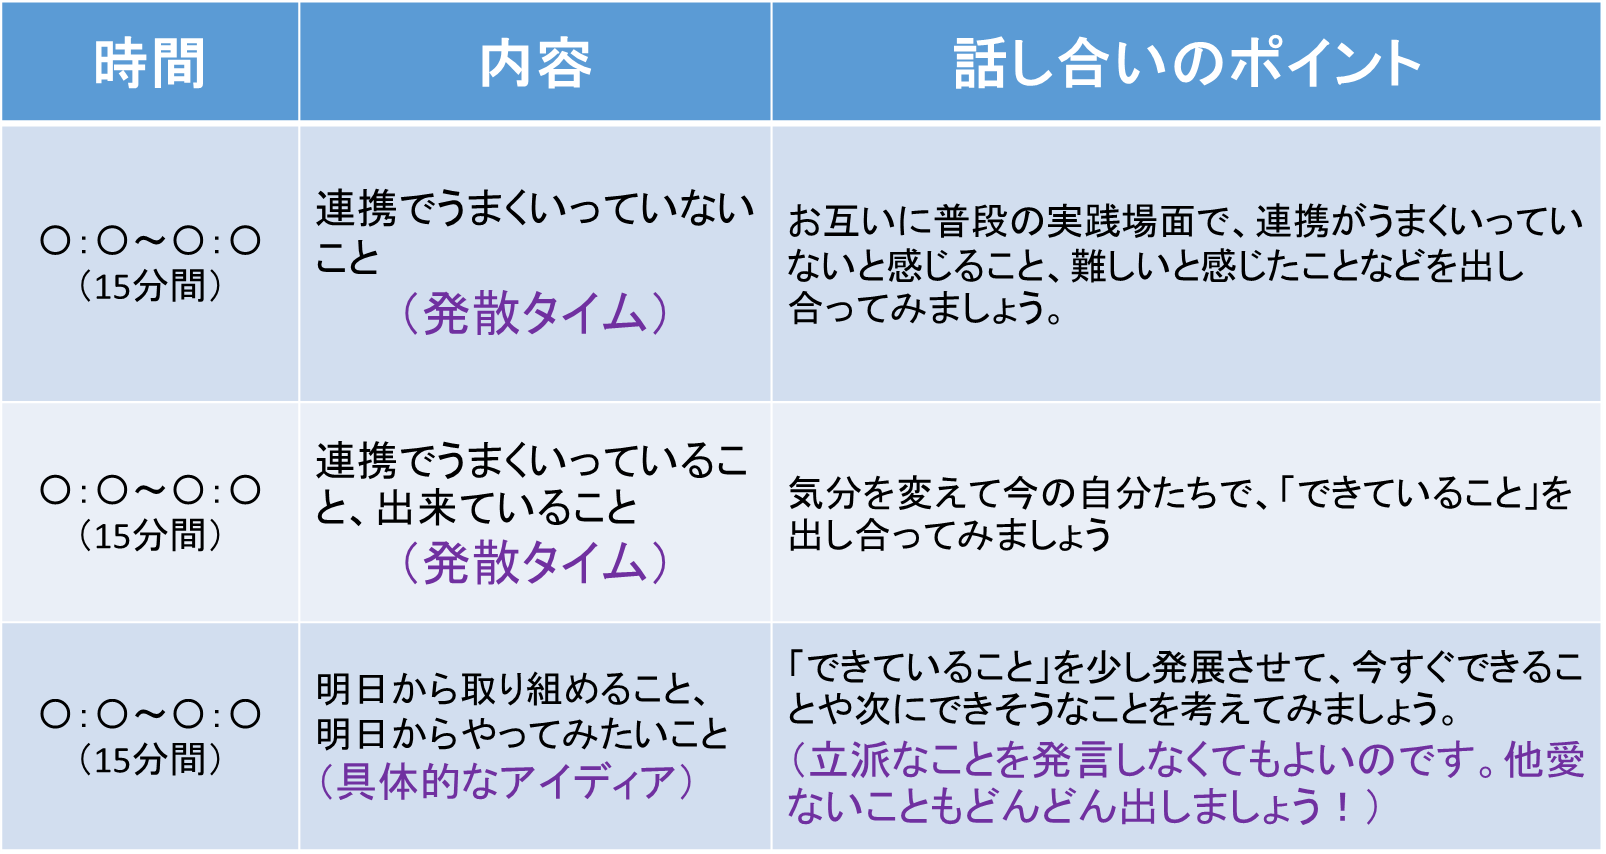 時間
内容
話し合いのポイント
〇:〇～〇:〇
（15分間）
連携でうまくいっていない
こと
（発散タイム）
お互いに普段の実践場面で、連携がうまくいってい
ないと感じること、難しいと感じたことなどを出し
合ってみましょう。
〇:〇～〇:〇
（15分間）
連携でうまくいっているこ
と、出来ていること
（発散タイム）
気分を変えて今の自分たちで、「できていること」を
出し合ってみましょう
〇:〇～〇:〇
（15分間）
明日から取り組めること、
明日からやってみたいこと
（具体的なアイディア）
「できていること」を少し発展させて、今すぐできるこ
とや次にできそうなことを考えてみましょう。
（立派なことを発言しなくてもよいのです。他愛
ないこともどんどん出しましょう！）